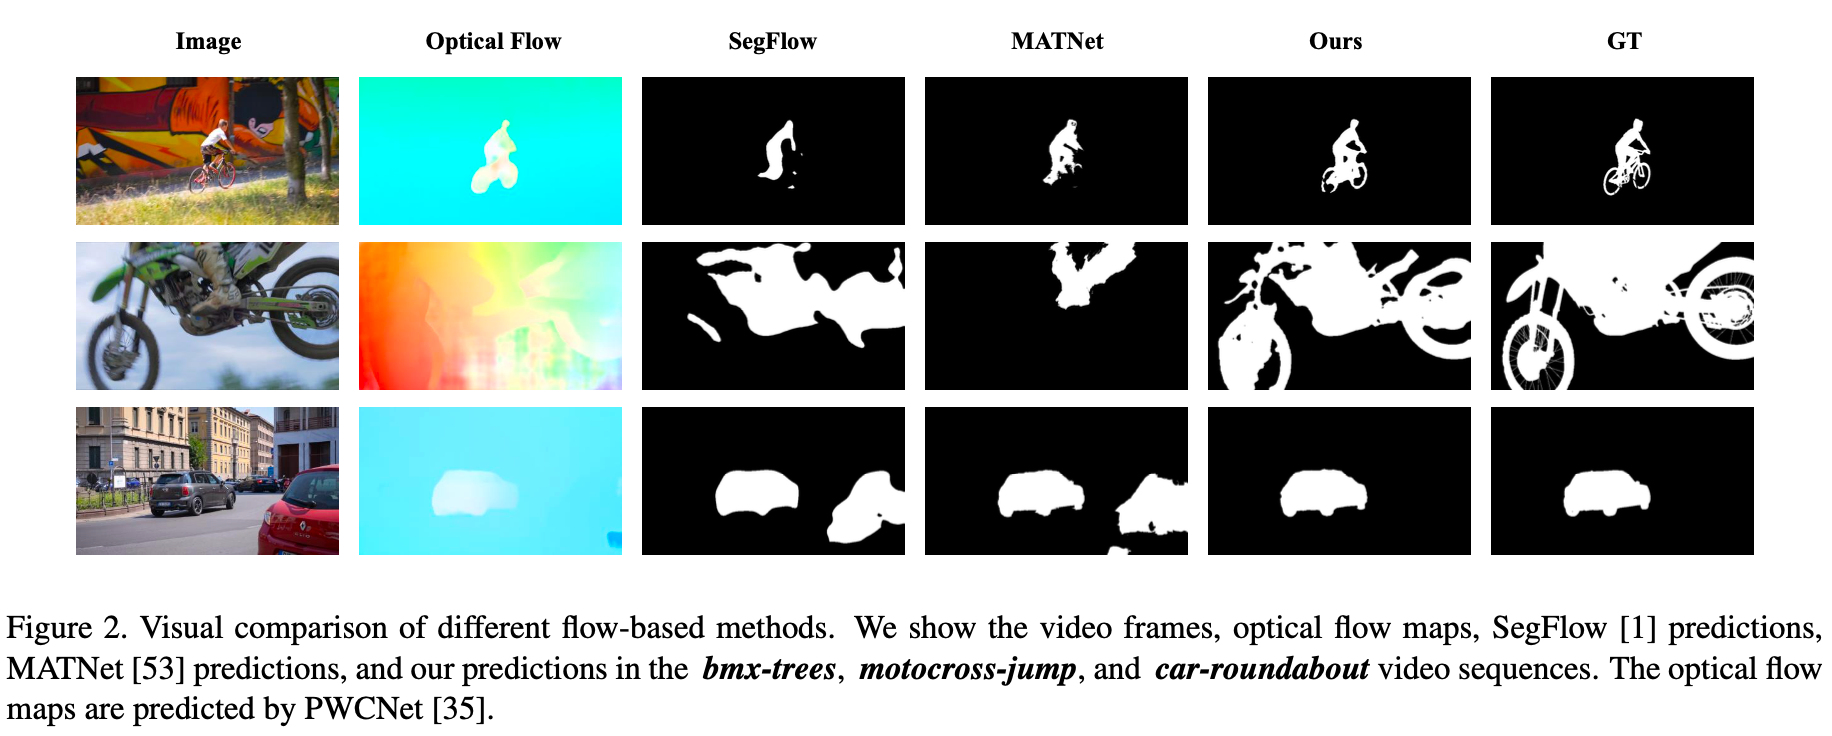 Image Optical Flow SegFlow MATNet Ours GT
Figure 2. Visual comparison of different flow-based methods. We show the video frames, optical flow maps, SegFlow [1] predictions,
MATNet [53] predictions, and our predictions in the bmx-trees, motocross-jump, and car-roundabout video sequences. The optical flow
maps are predicted by PWCNet [35].